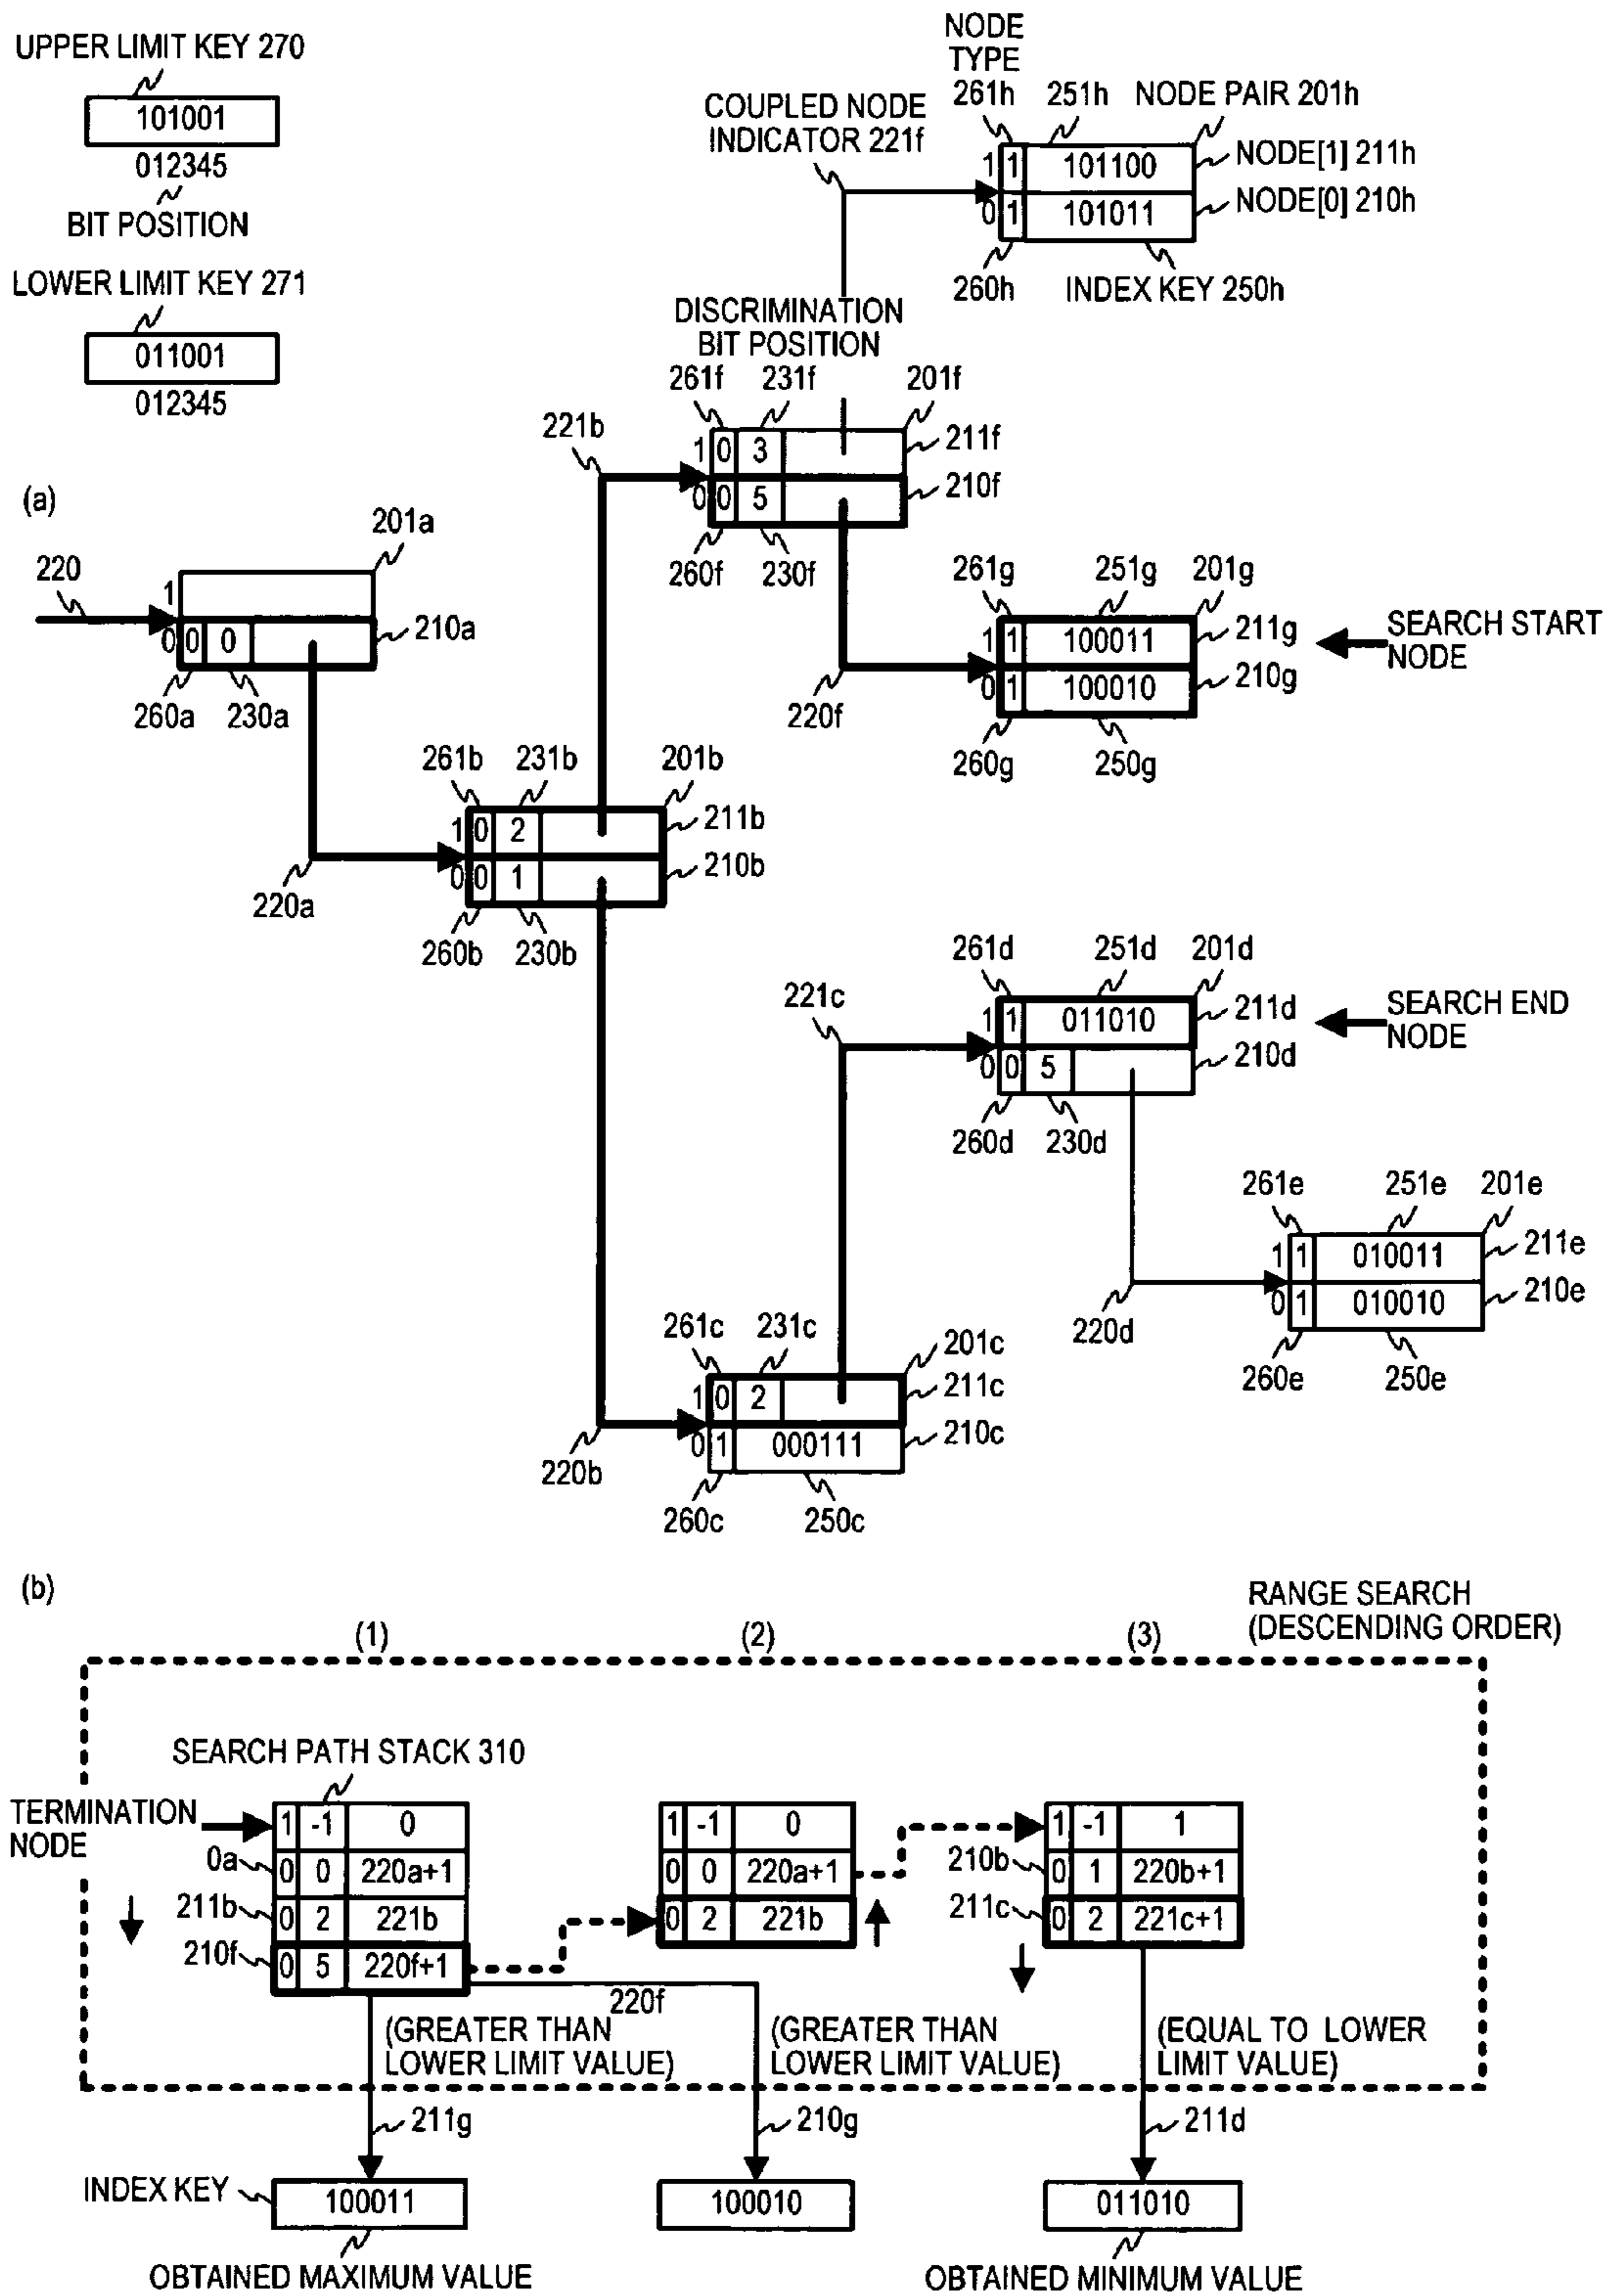 UPPER LIMIT KEY 270
101001
012345
BIT POSITION
LOWER LIMIT KEY 271
011001
012345
NODE
TYPE
261h 251h NODE PAIR 201h
COUPLED NODE
INDICATOR 221f
1 1 101100 NODE[1] 211h
0 1 101011 NODE[0] 210h
260h INDEX KEY 250h
DISCRIMINATION
BIT POSITION
261f 231f 201f
221b
1 0 3 211f
0 0 5 210f
260f 230f
(a)
201a
220
1
0 0 0 210a
260a 230a
261g 251g 201g
1 1 100011 211g
0 1 100010 210g
SEARCH START
NODE
220f
260g 250g
261b 231b 201b
1 0 2 211b
0 0 1 210b
220a
260b 230b
261d 251d 201d
221c
1 1 011010 211d
0 0 5 210d
SEARCH END
NODE
260d 230d
261e 251e 201e
1 1 010011 211e
0 1 010010 210e
220d
260e 250e
261c 231c 201c
1 0 2 211c
0 1 000111 210c
220b
260c 250c
(b)
RANGE SEARCH
(DESCENDING ORDER)
(1) (2) (3)
SEARCH PATH STACK 310
TERMINATION
NODE
1 -1 0
0a 0 0 220a+1
211b 0 2 221b
210f 0 5 220f+1
1 -1 0
0 0 220a+1
0 2 221b
1 -1 1
210b 0 1 220b+1
211c 0 2 221c+1
220f
(GREATER THAN
LOWER LIMIT VALUE)
(GREATER THAN
LOWER LIMIT VALUE)
(EQUAL TO LOWER
LIMIT VALUE)
211g 210g 211d
INDEX KEY
100011 100010 011010
OBTAINED MAXIMUM VALUE
OBTAINED MINIMUM VALUE